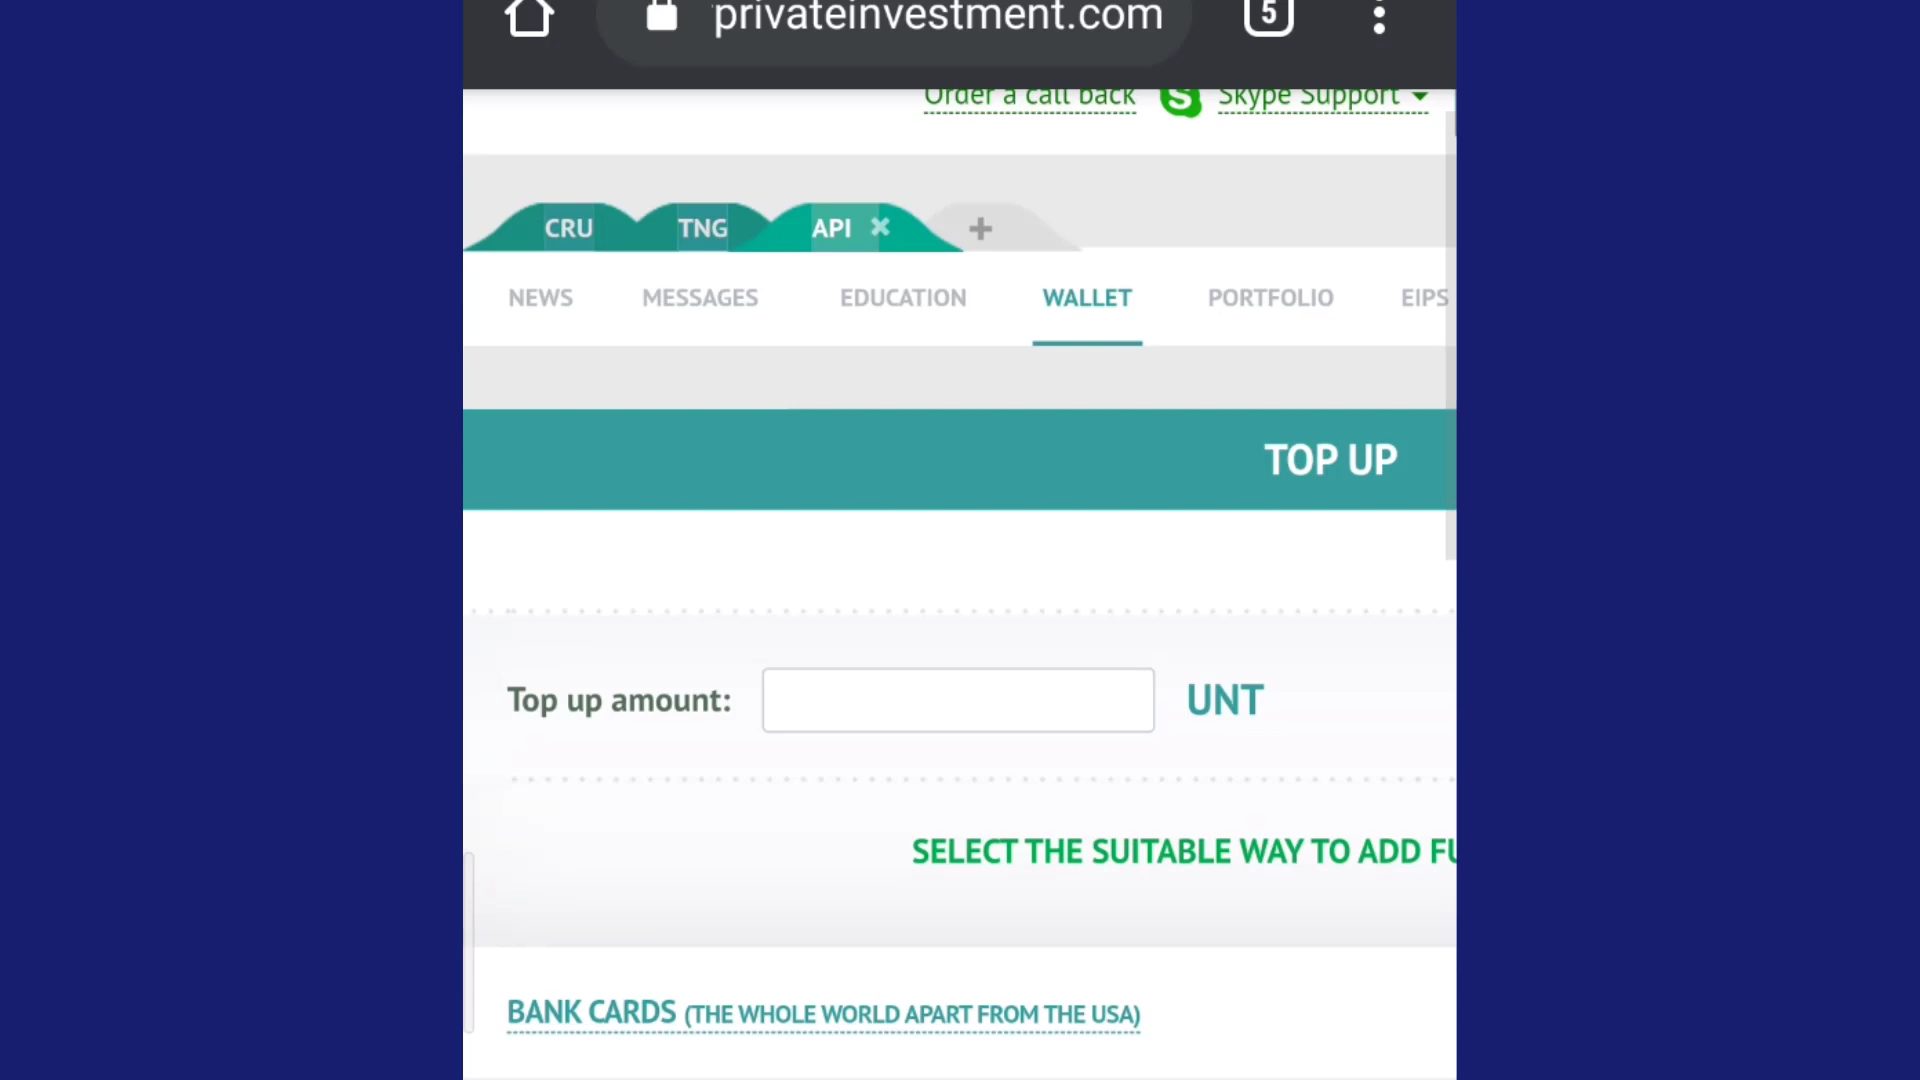 privateinvestment.com 5
Order a call back Skype Support
CRU TNG API
NEWS MESSAGES EDUCATION WALLET PORTFOLIO EIPS
TOP UP
Top up amount: UNT
SELECT THE SUITABLE WAY TO ADD FU
BANK CARDS (THE WHOLE WORLD APART FROM THE USA)